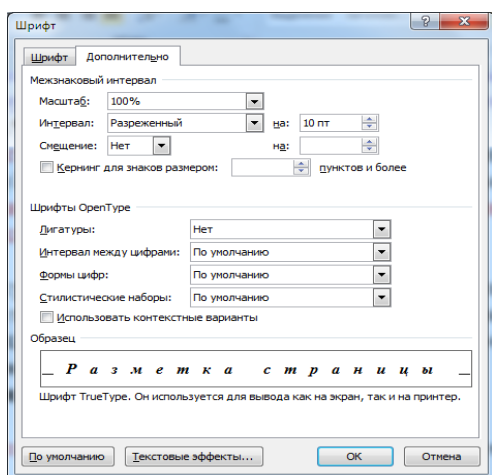 Шрифт
Шрифт Дополнительно
Межзнаковый интервал
Масштаб: 100%
Интервал: Разреженный на: 10 пт
Смещение: Нет на:
Кернинг для знаков размером: пунктов и более
Шрифты OpenType
Лигатуры: Нет
Интервал между цифрами: По умолчанию
Формы цифр: По умолчанию
Стилистические наборы: По умолчанию
Использовать контекстные варианты
Образец
Разметка страницы
Шрифт TrueType. Он используется для вывода как на экран, так и на принтер.
По умолчанию Текстовые эффекты... ОК Отмена